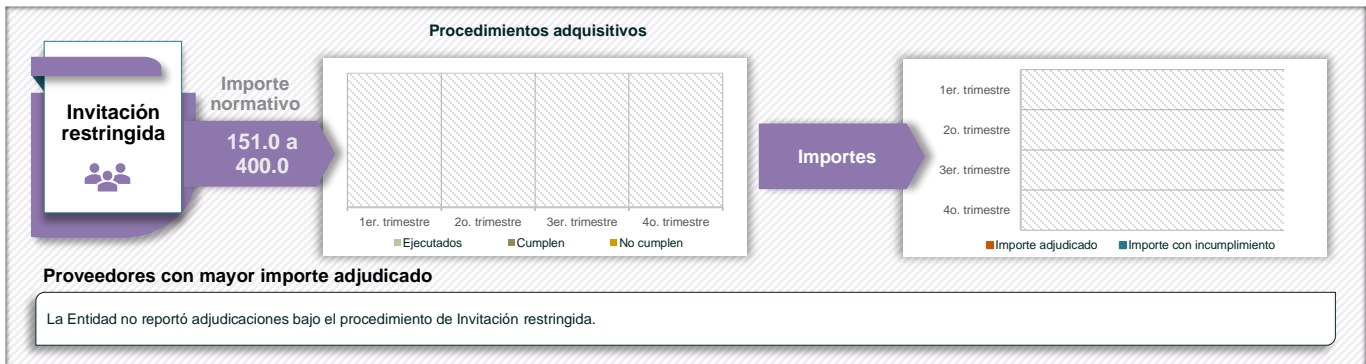 Procedimientos adquisitivos
Invitación
restringida
Importe
normativo
151.0 a
400.0
1er. trimestre
2o. trimestre
3er. trimestre
4o. trimestre
Ejecutados
Cumplen
No cumplen
Importes
1er. trimestre
2o. trimestre
3er. trimestre
4o. trimestre
Importe adjudicado
Importe con incumplimiento
Proveedores con mayor importe adjudicado
La Entidad no reportó adjudicaciones bajo el procedimiento de Invitación restringida.